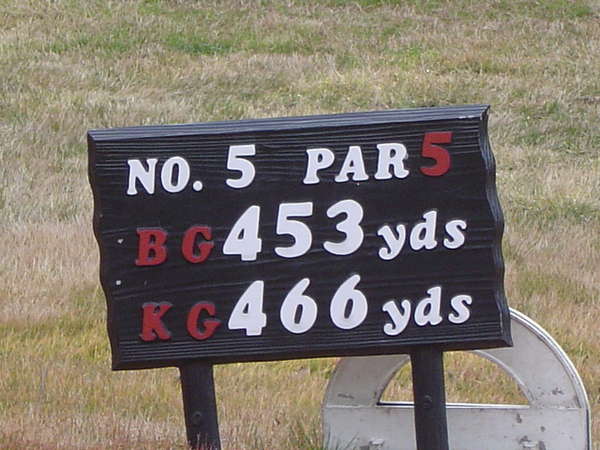 NO. 5 PAR 5
BG 453 yds
KG 466 yds